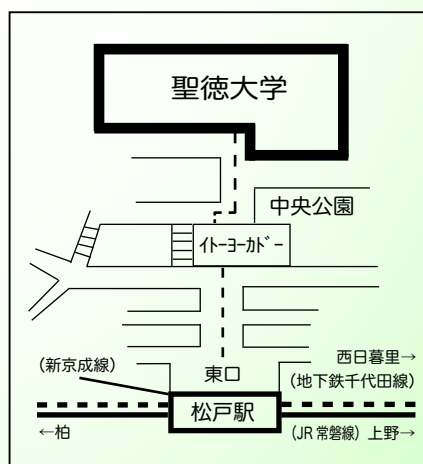 聖徳大学
中央公園
ｲﾄｰﾖｰｶﾄﾞｰ
西日暮里→
(新京成線)
東口
(地下鉄千代田線)
松戸駅
←柏
(JR常磐線) 上野→